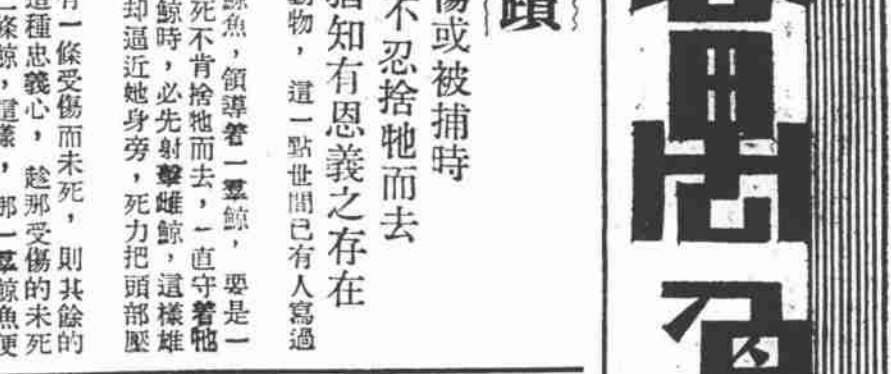 蹟
傷或被捕時
不忍捨牠而去
皆知有恩義之存在
動物，這一點世間已有人寫過
鯨魚，領導着一羣鯨，要是一
死不肯捨牠而去，一直守着牠
鯨時，必先射擊雌鯨，這樣雄
却逼近她身旁，死力把頭部壓
有一條受傷而未死，則其餘的
這種忠義心，趁那受傷的未死
一條鯨，這樣，那一羣鯨魚便